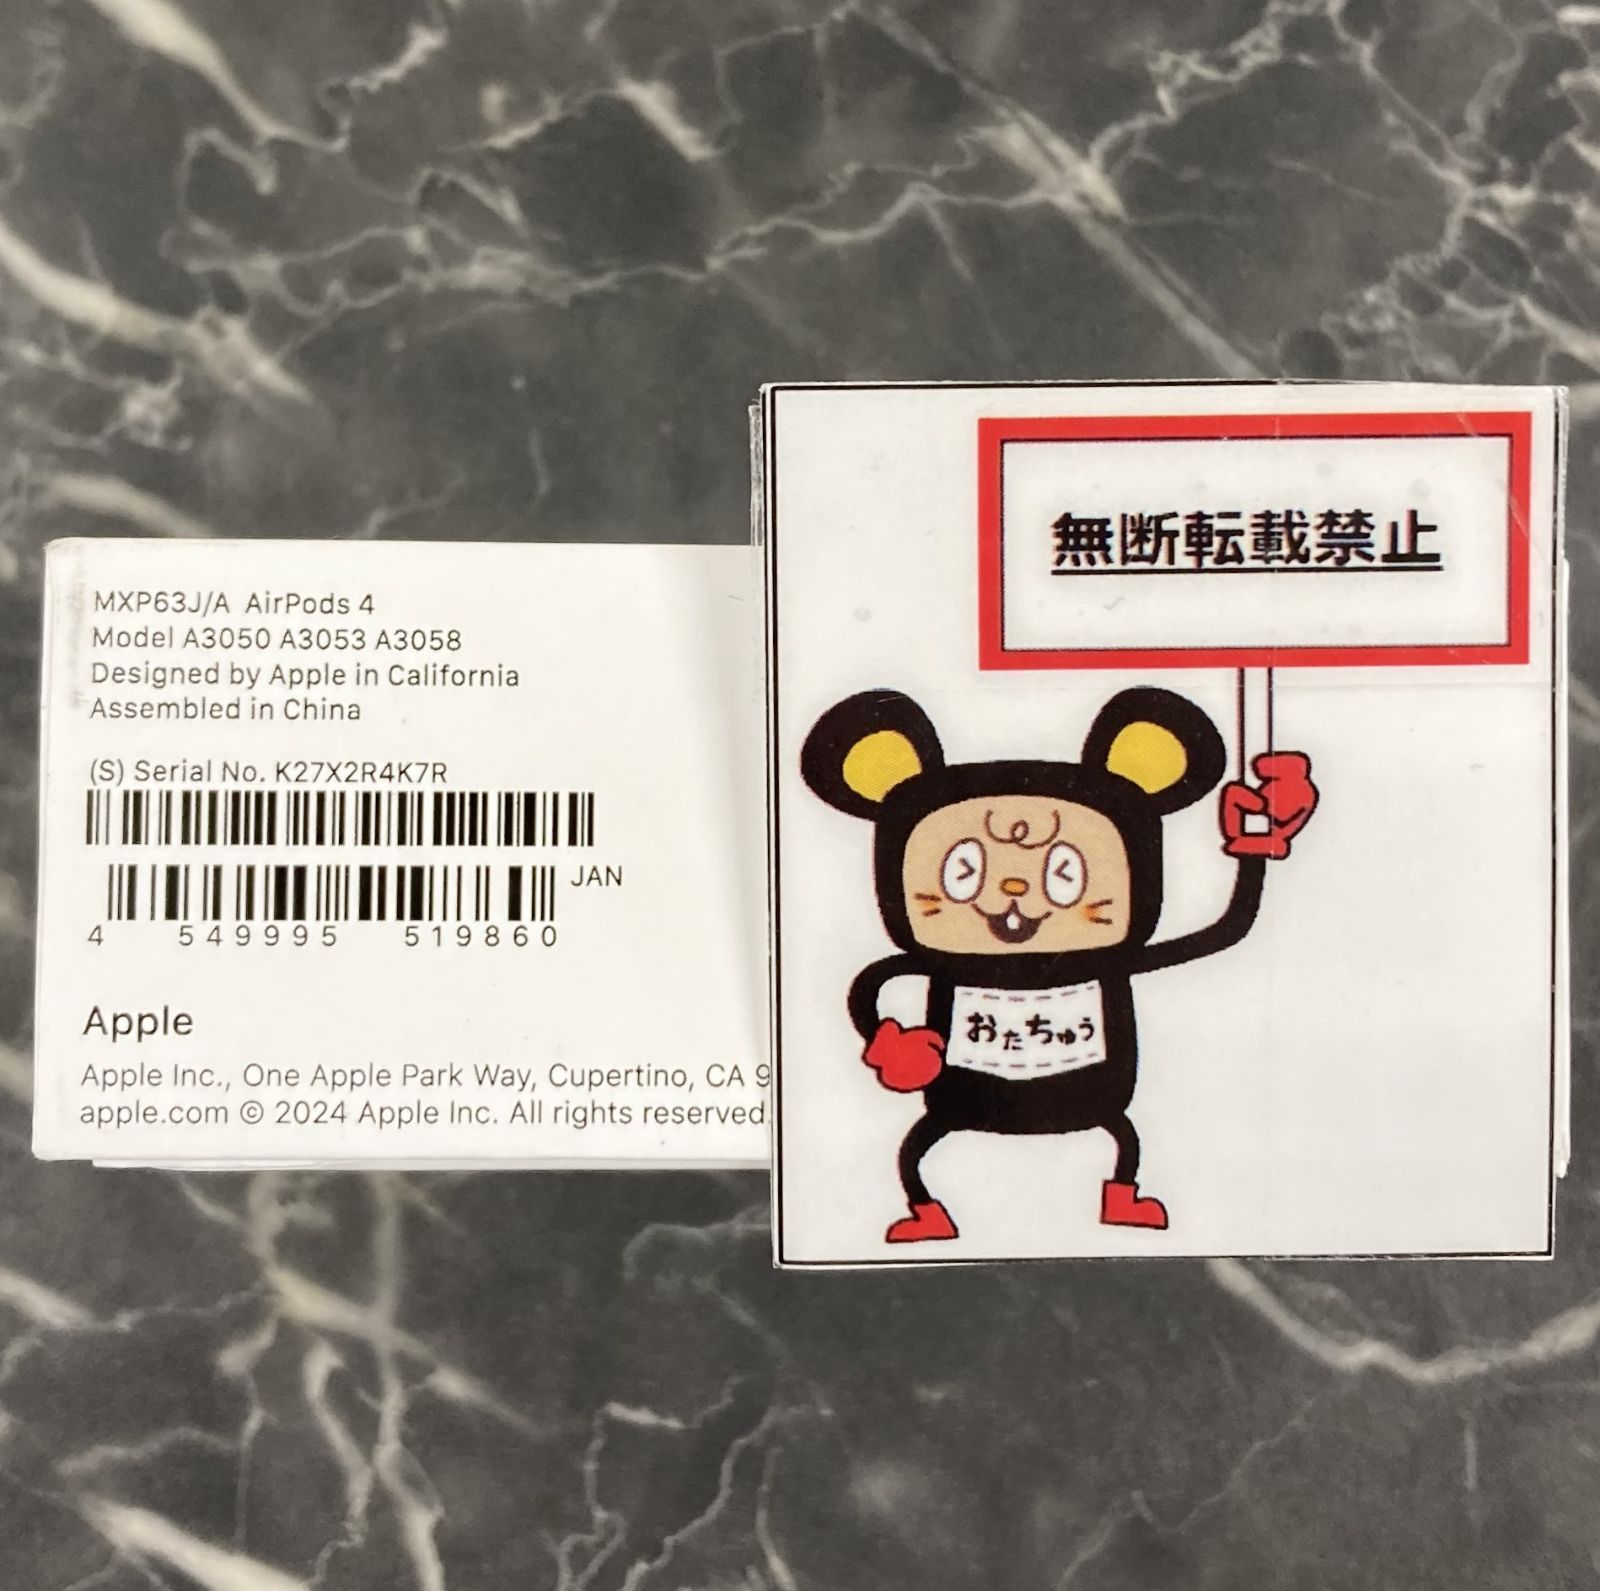 MXP63J/A AirPods 4
Model A3050 A3053 A3058
Designed by Apple in California
Assembled in China
(S) Serial No. K27X2R4K7R
JAN
4 549995 519860
Apple
Apple Inc., One Apple Park Way, Cupertino, CA 9
apple.com © 2024 Apple Inc. All rights reserved.
無断転載禁止
おたちゅう